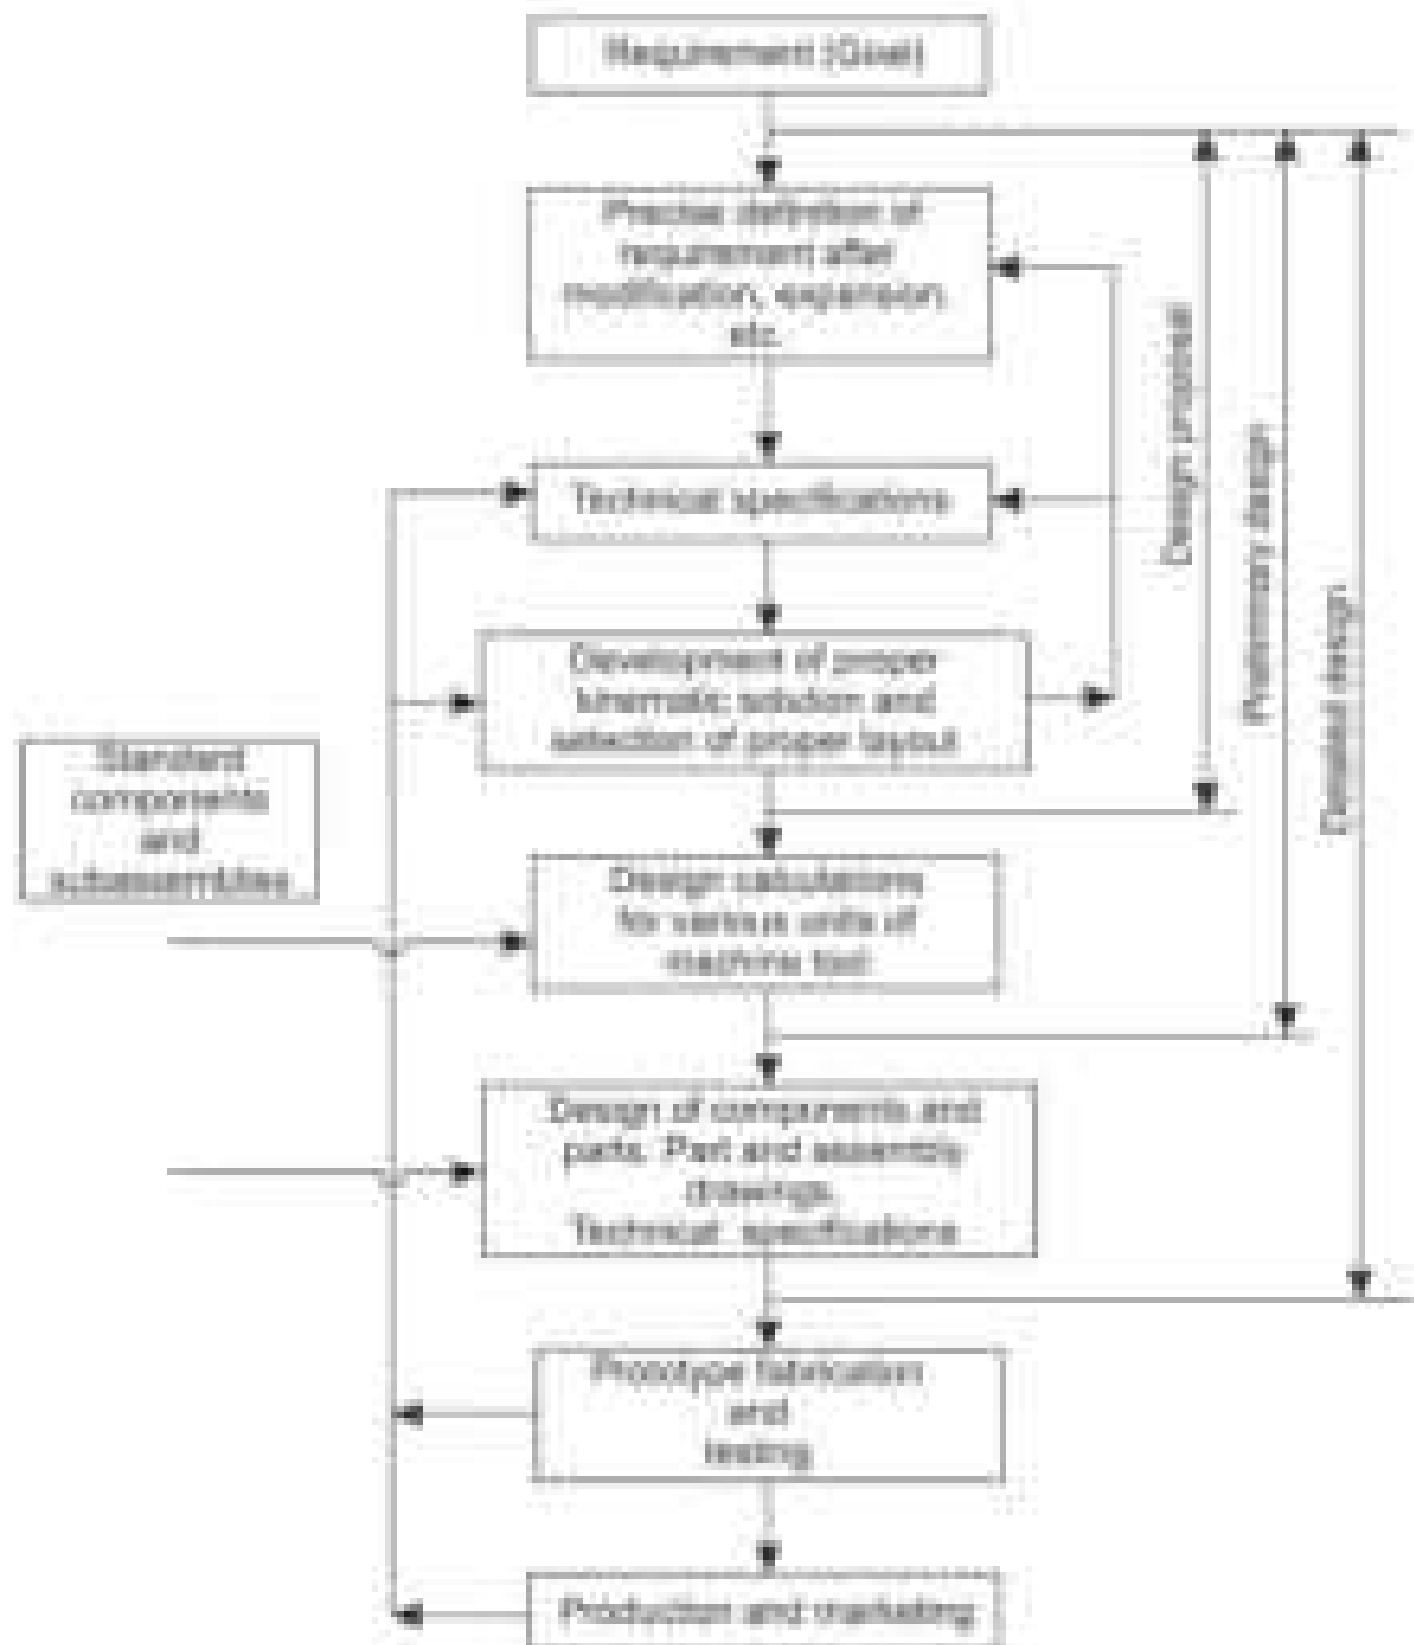 Requirement (Goal)
Precise definition of
requirement after
modification, expansion,
etc.
Technical specifications
Development of proper
kinematic solution and
selection of proper layout
Standard
components
and
subassemblies
Design calculations
for various units of
machine tool
Design of components and
parts. Part and assembly
drawings.
Technical specifications
Prototype fabrication
and
testing
Production and marketing
Design proposal
Preliminary design
Detailed design